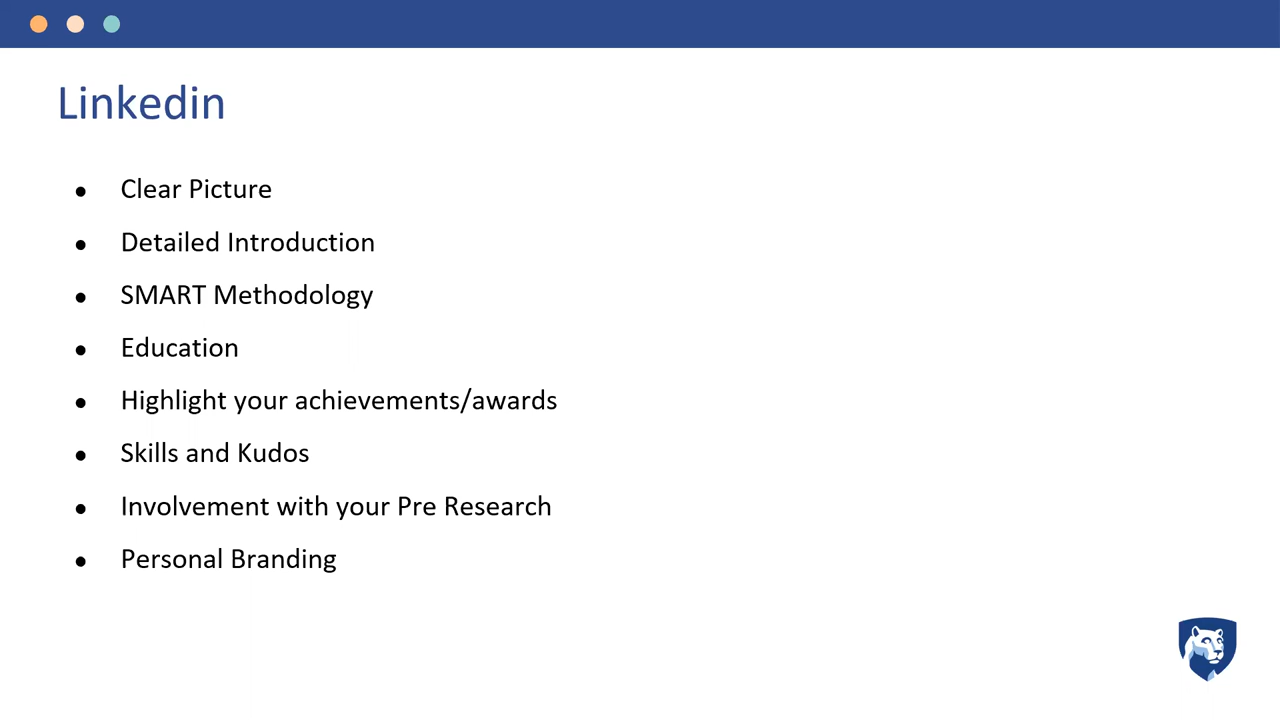 Linkedin
Clear Picture
Detailed Introduction
SMART Methodology
Education
Highlight your achievements/awards
Skills and Kudos
Involvement with your Pre Research
Personal Branding